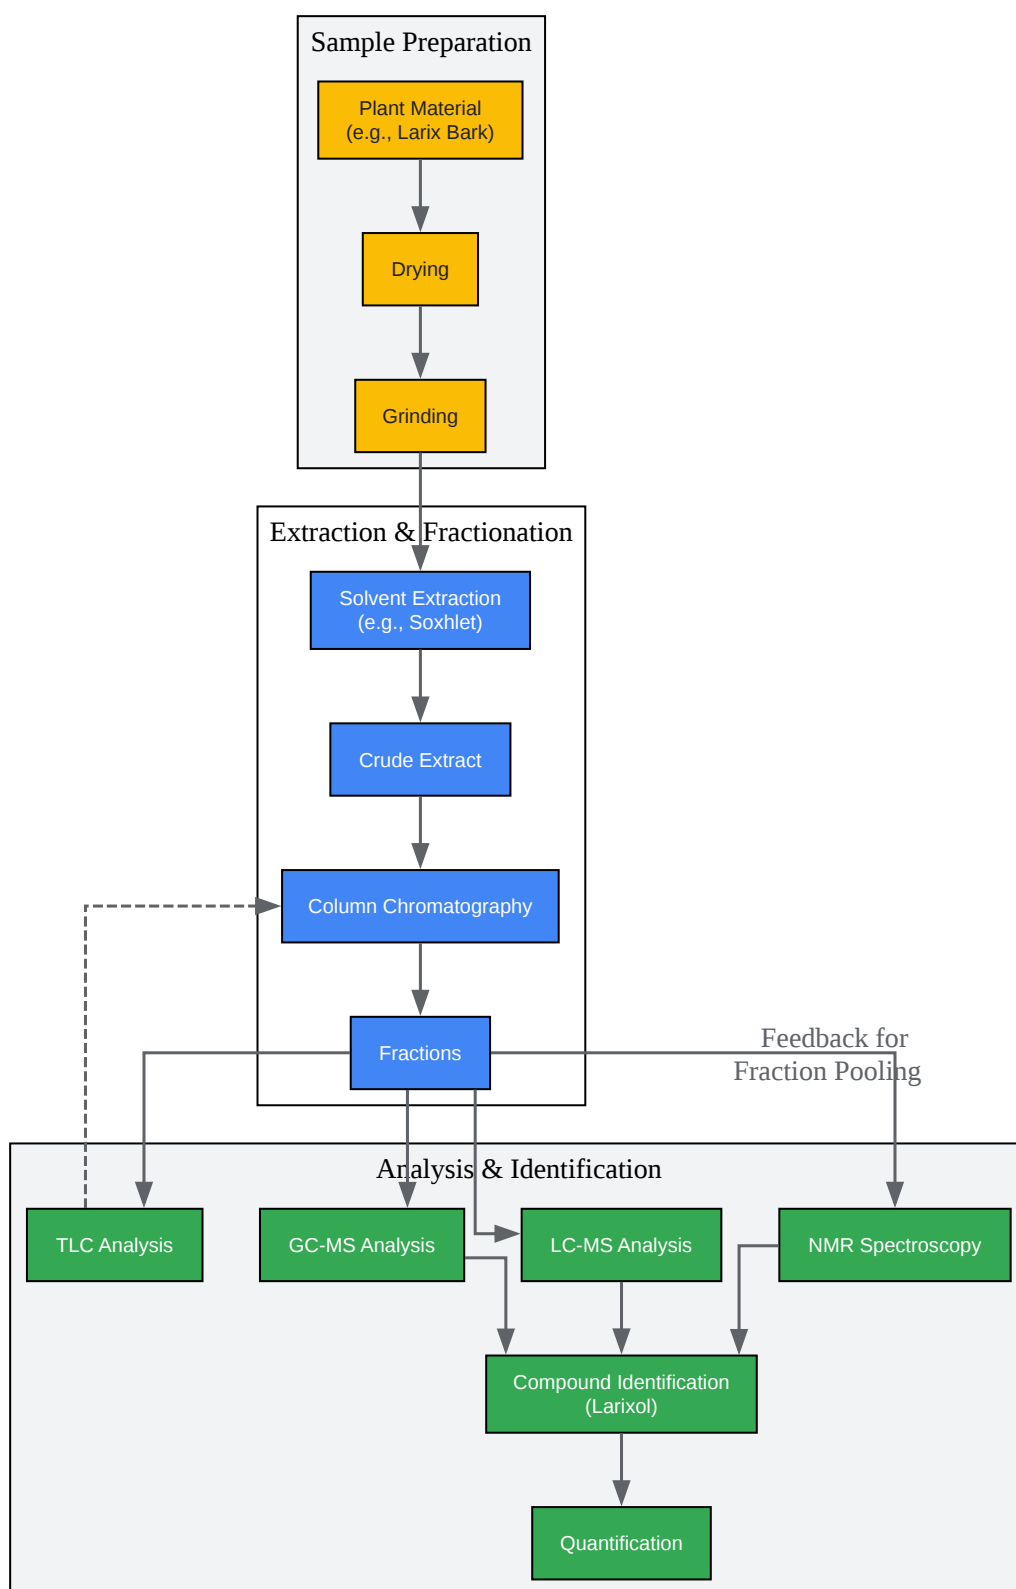 Sample Preparation
Plant Material
(e.g., Larix Bark)
Drying
Grinding
Extraction & Fractionation
Solvent Extraction
(e.g., Soxhlet)
Crude Extract
Column Chromatography
Fractions
Feedback for
Fraction Pooling
Analysis & Identification
TLC Analysis
GC-MS Analysis
LC-MS Analysis
NMR Spectroscopy
Compound Identification
(Larixol)
Quantification